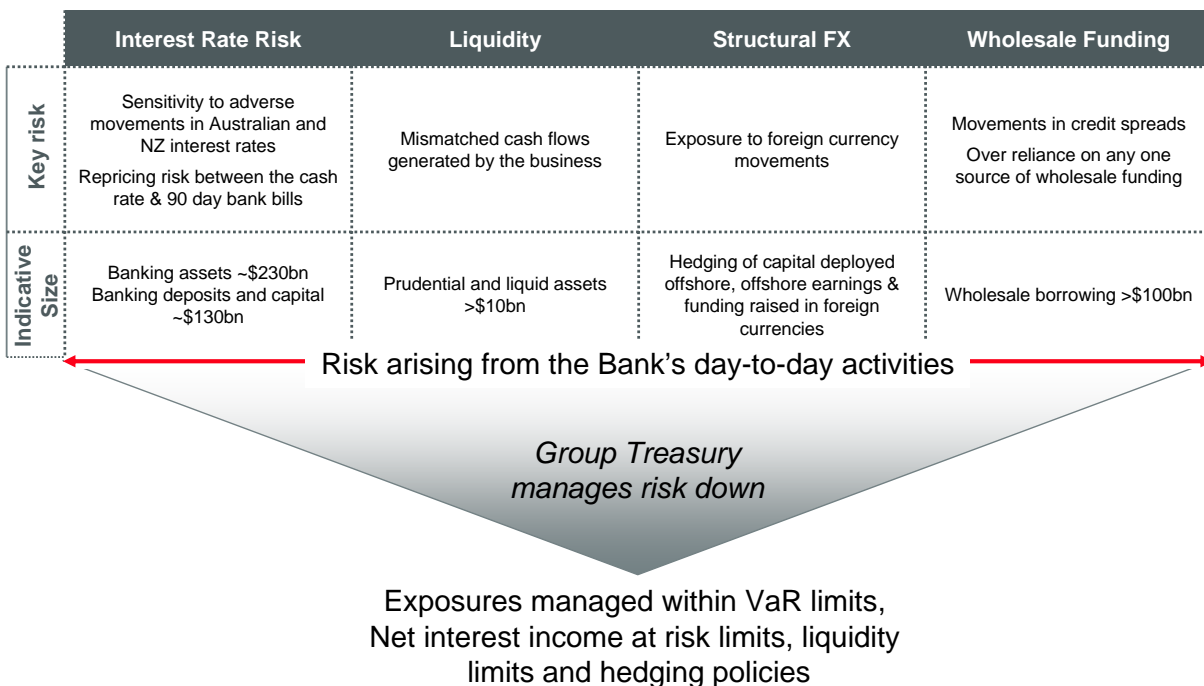 Interest Rate Risk
Liquidity
Structural FX
Wholesale Funding
Key risk
Sensitivity to adverse
movements in Australian and
NZ interest rates
Repricing risk between the cash
rate & 90 day bank bills
Mismatched cash flows
generated by the business
Exposure to foreign currency
movements
Movements in credit spreads
Over reliance on any one
source of wholesale funding
Indicative
Size
Banking assets ~$230bn
Banking deposits and capital
~$130bn
Prudential and liquid assets
>$10bn
Hedging of capital deployed
offshore, offshore earnings &
funding raised in foreign
currencies
Wholesale borrowing >$100bn
Risk arising from the Bank's day-to-day activities
Group Treasury
manages risk down
Exposures managed within VaR limits,
Net interest income at risk limits, liquidity
limits and hedging policies